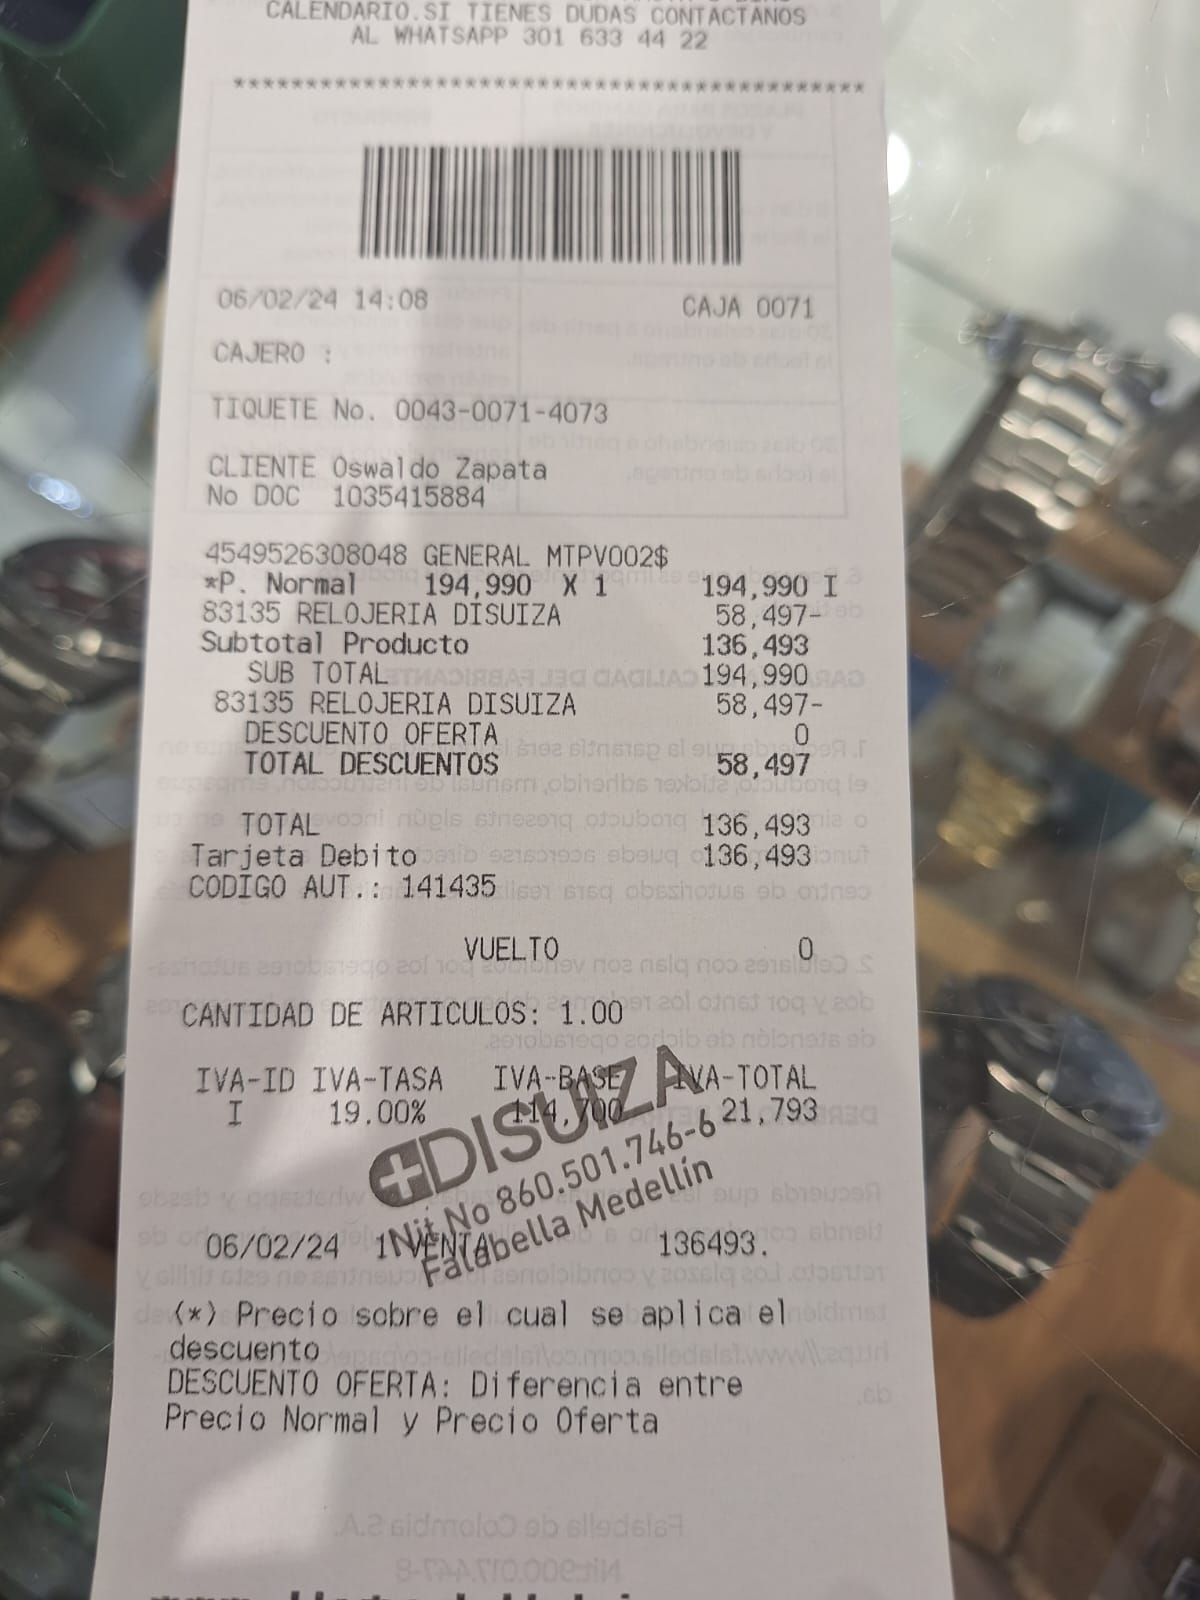 CALENDARIO.SI TIENES DUDAS CONTACTANOS
AL WHATSAPP 301 633 44 22
*******************************************
06/02/24 14:08 CAJA 0071
CAJERO :
TIQUETE No. 0043-0071-4073
CLIENTE Oswaldo Zapata
No DOC 1035415884
4549526308048 GENERAL MTPV002$
*P. Normal 194,990 X 1 194,990 I
83135 RELOJERIA DISUIZA 58,497-
Subtotal Producto 136,493
SUB TOTAL 194,990
83135 RELOJERIA DISUIZA 58,497-
DESCUENTO OFERTA 0
TOTAL DESCUENTOS 58,497
TOTAL 136,493
Tarjeta Debito 136,493
CODIGO AUT.: 141435
VUELTO 0
CANTIDAD DE ARTICULOS: 1.00
IVA-ID IVA-TASA IVA-BASE IVA-TOTAL
I 19.00% 114,700 21,793
DISUIZA
Nit No 860.501.746-6
Falabella Medellín
06/02/24 1 VENTA 136493.
(*) Precio sobre el cual se aplica el
descuento
DESCUENTO OFERTA: Diferencia entre
Precio Normal y Precio Oferta